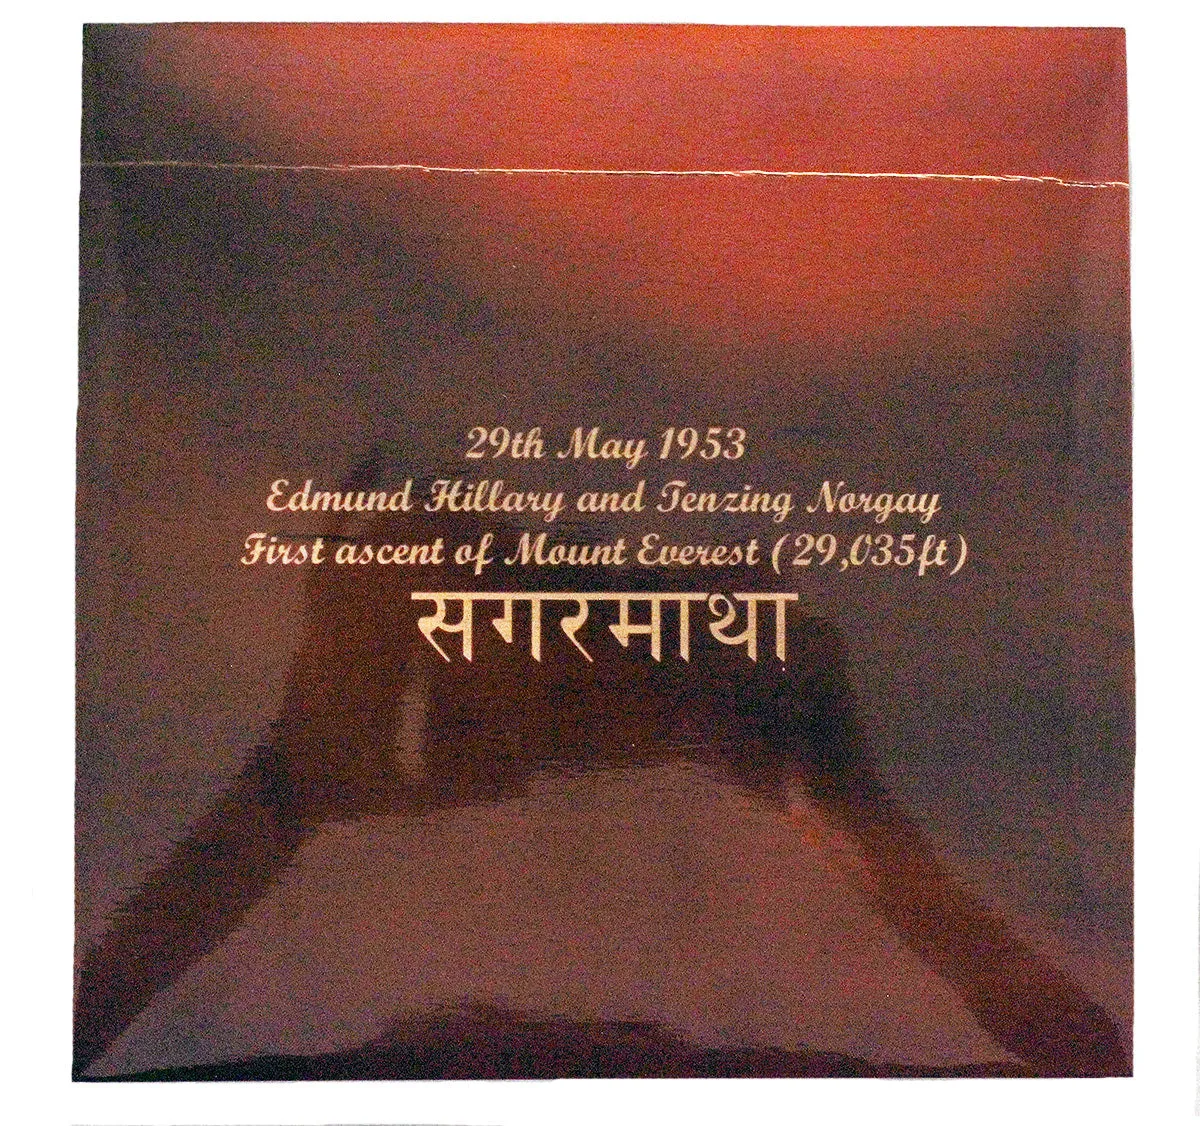 29th May 1953
Edmund Hillary and Tenzing Norgay
First ascent of Mount Everest (29,035ft)
सगरमाथा